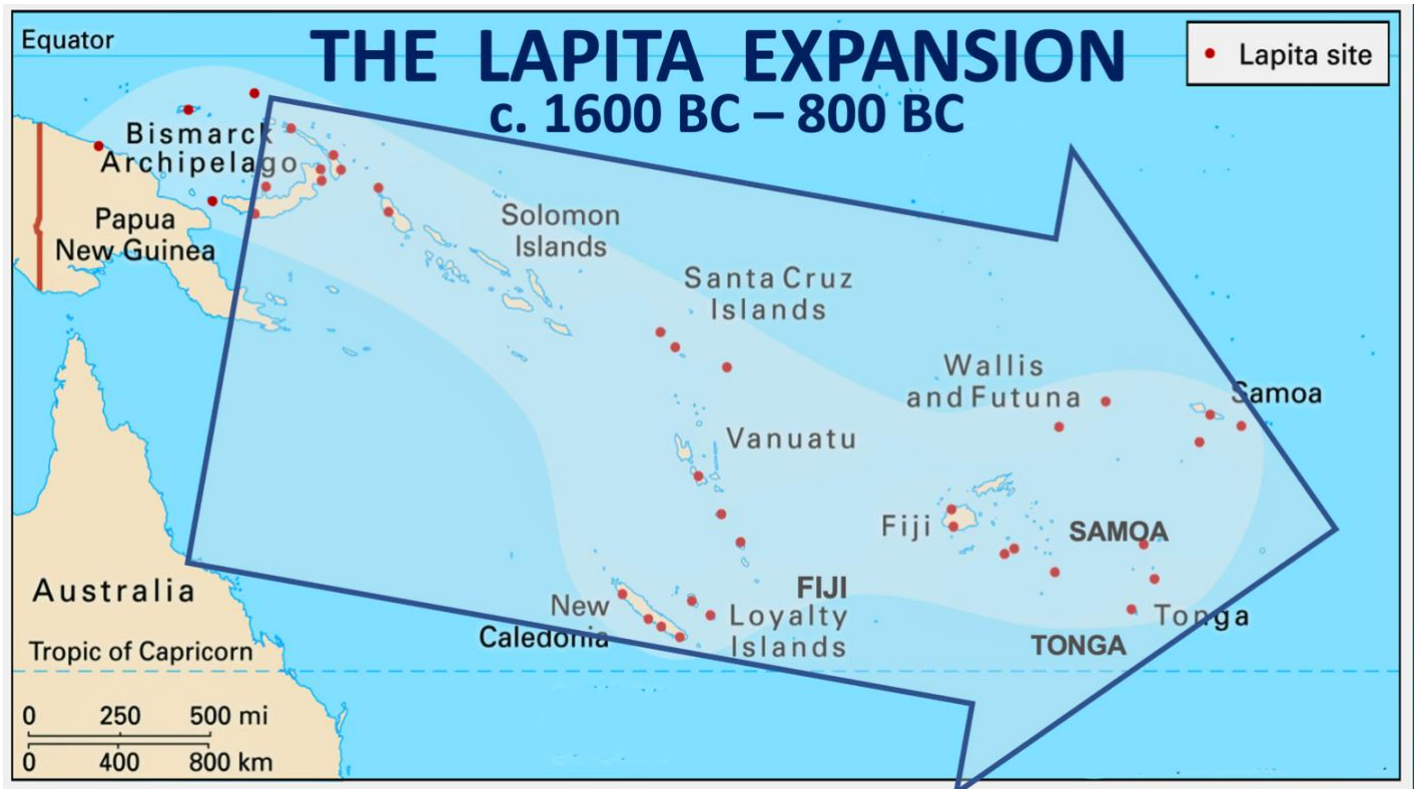 Equator
THE LAPITA EXPANSION
c. 1600 BC – 800 BC
Lapita site
Bismarck
Archipelago
Papua
New Guinea
Solomon
Islands
Santa Cruz
Islands
Wallis
and Futuna
Samoa
Vanuatu
Fiji
SAMOA
Australia
New
Caledonia
FIJI
Loyalty
Islands
Tonga
TONGA
Tropic of Capricorn
0 250 500 mi
0 400 800 km